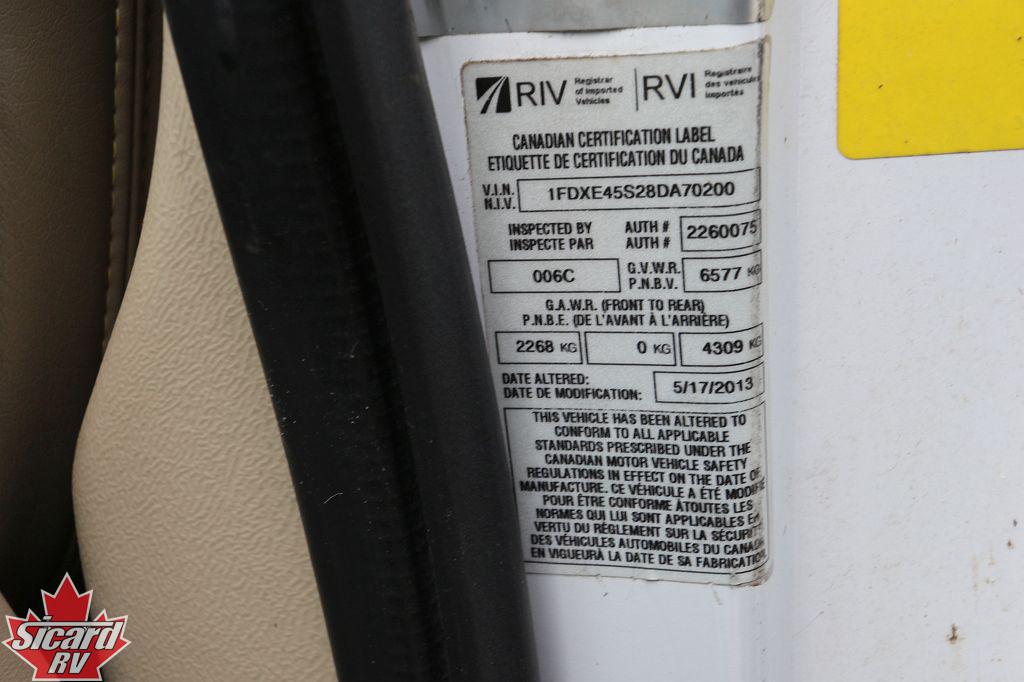 RIV Registrar of Imported Vehicles
RVI Registraire des véhicules importés
CANADIAN CERTIFICATION LABEL
ETIQUETTE DE CERTIFICATION DU CANADA
V.I.N. N.I.V. 1FDXE45S28DA70200
INSPECTED BY AUTH # 2260075
INSPECTE PAR AUTH #
006C G.V.W.R. P.N.B.V. 6577 KG
G.A.W.R. (FRONT TO REAR)
P.N.B.E. (DE L'AVANT À L'ARRIÈRE)
2268 KG 0 KG 4309 KG
DATE ALTERED:
DATE DE MODIFICATION: 5/17/2013
THIS VEHICLE HAS BEEN ALTERED TO
CONFORM TO ALL APPLICABLE
STANDARDS PRESCRIBED UNDER THE
CANADIAN MOTOR VEHICLE SAFETY
REGULATIONS IN EFFECT ON THE DATE OF
MANUFACTURE. CE VÉHICULE A ÉTÉ MODIFIÉ
POUR ÊTRE CONFORME ÀTOUTES LES
NORMES QUI LUI SONT APPLICABLES EN
VERTU DU RÈGLEMENT SUR LA SÉCURITÉ
DES VÉHICULES AUTOMOBILES DU CANADA
EN VIGUEURÀ LA DATE DE SA FABRICATION
Sicard
RV